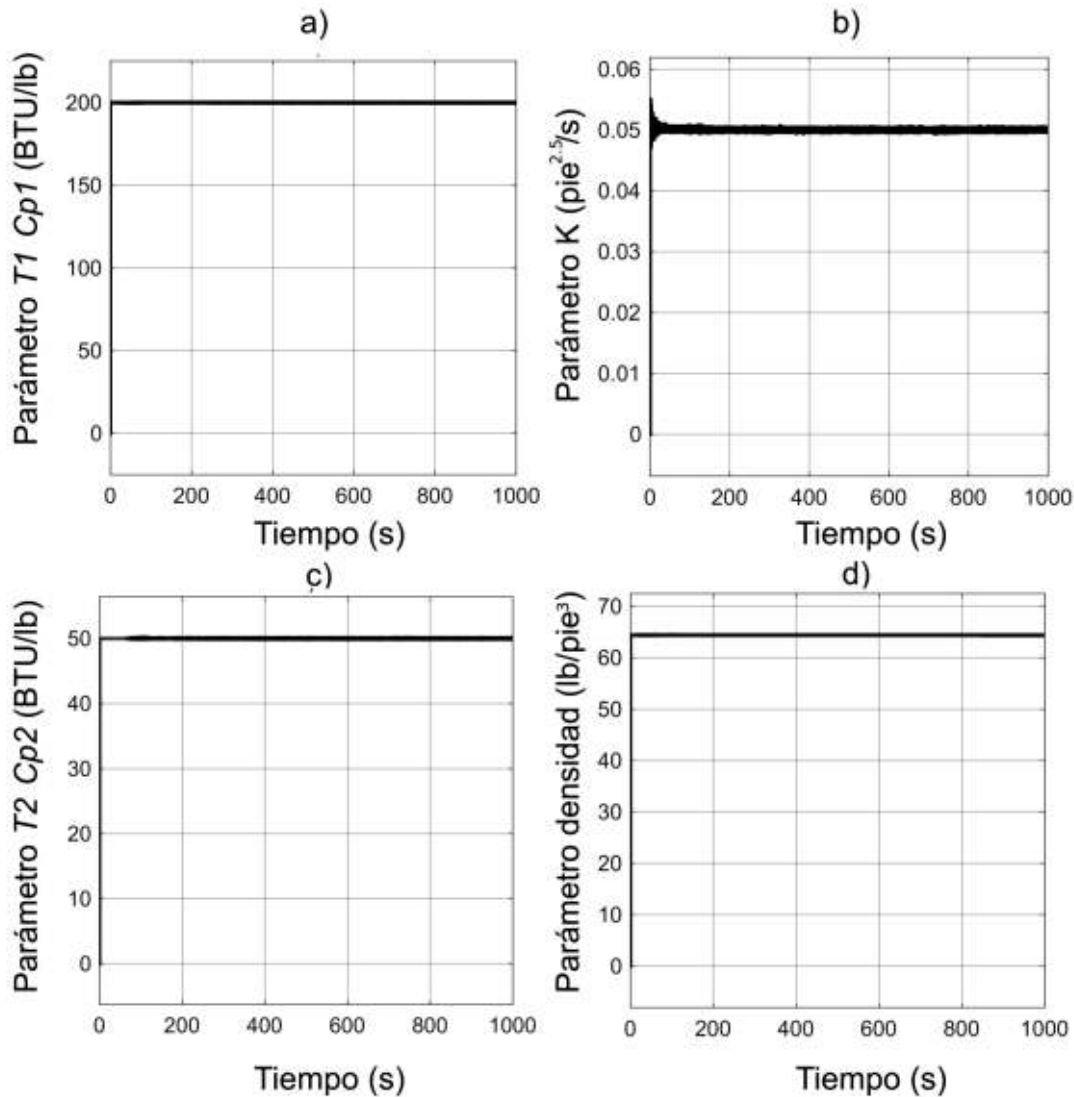 a)
Parámetro T1 Cp1 (BTU/lb)
200
150
100
50
0
0 200 400 600 800 1000
Tiempo (s)
b)
Parámetro K (pie^2.5/s)
0.06
0.05
0.04
0.03
0.02
0.01
0
0 200 400 600 800 1000
Tiempo (s)
c)
Parámetro T2 Cp2 (BTU/lb)
50
40
30
20
10
0
0 200 400 600 800 1000
Tiempo (s)
d)
Parámetro densidad (lb/pie³)
70
60
50
40
30
20
10
0
0 200 400 600 800 1000
Tiempo (s)